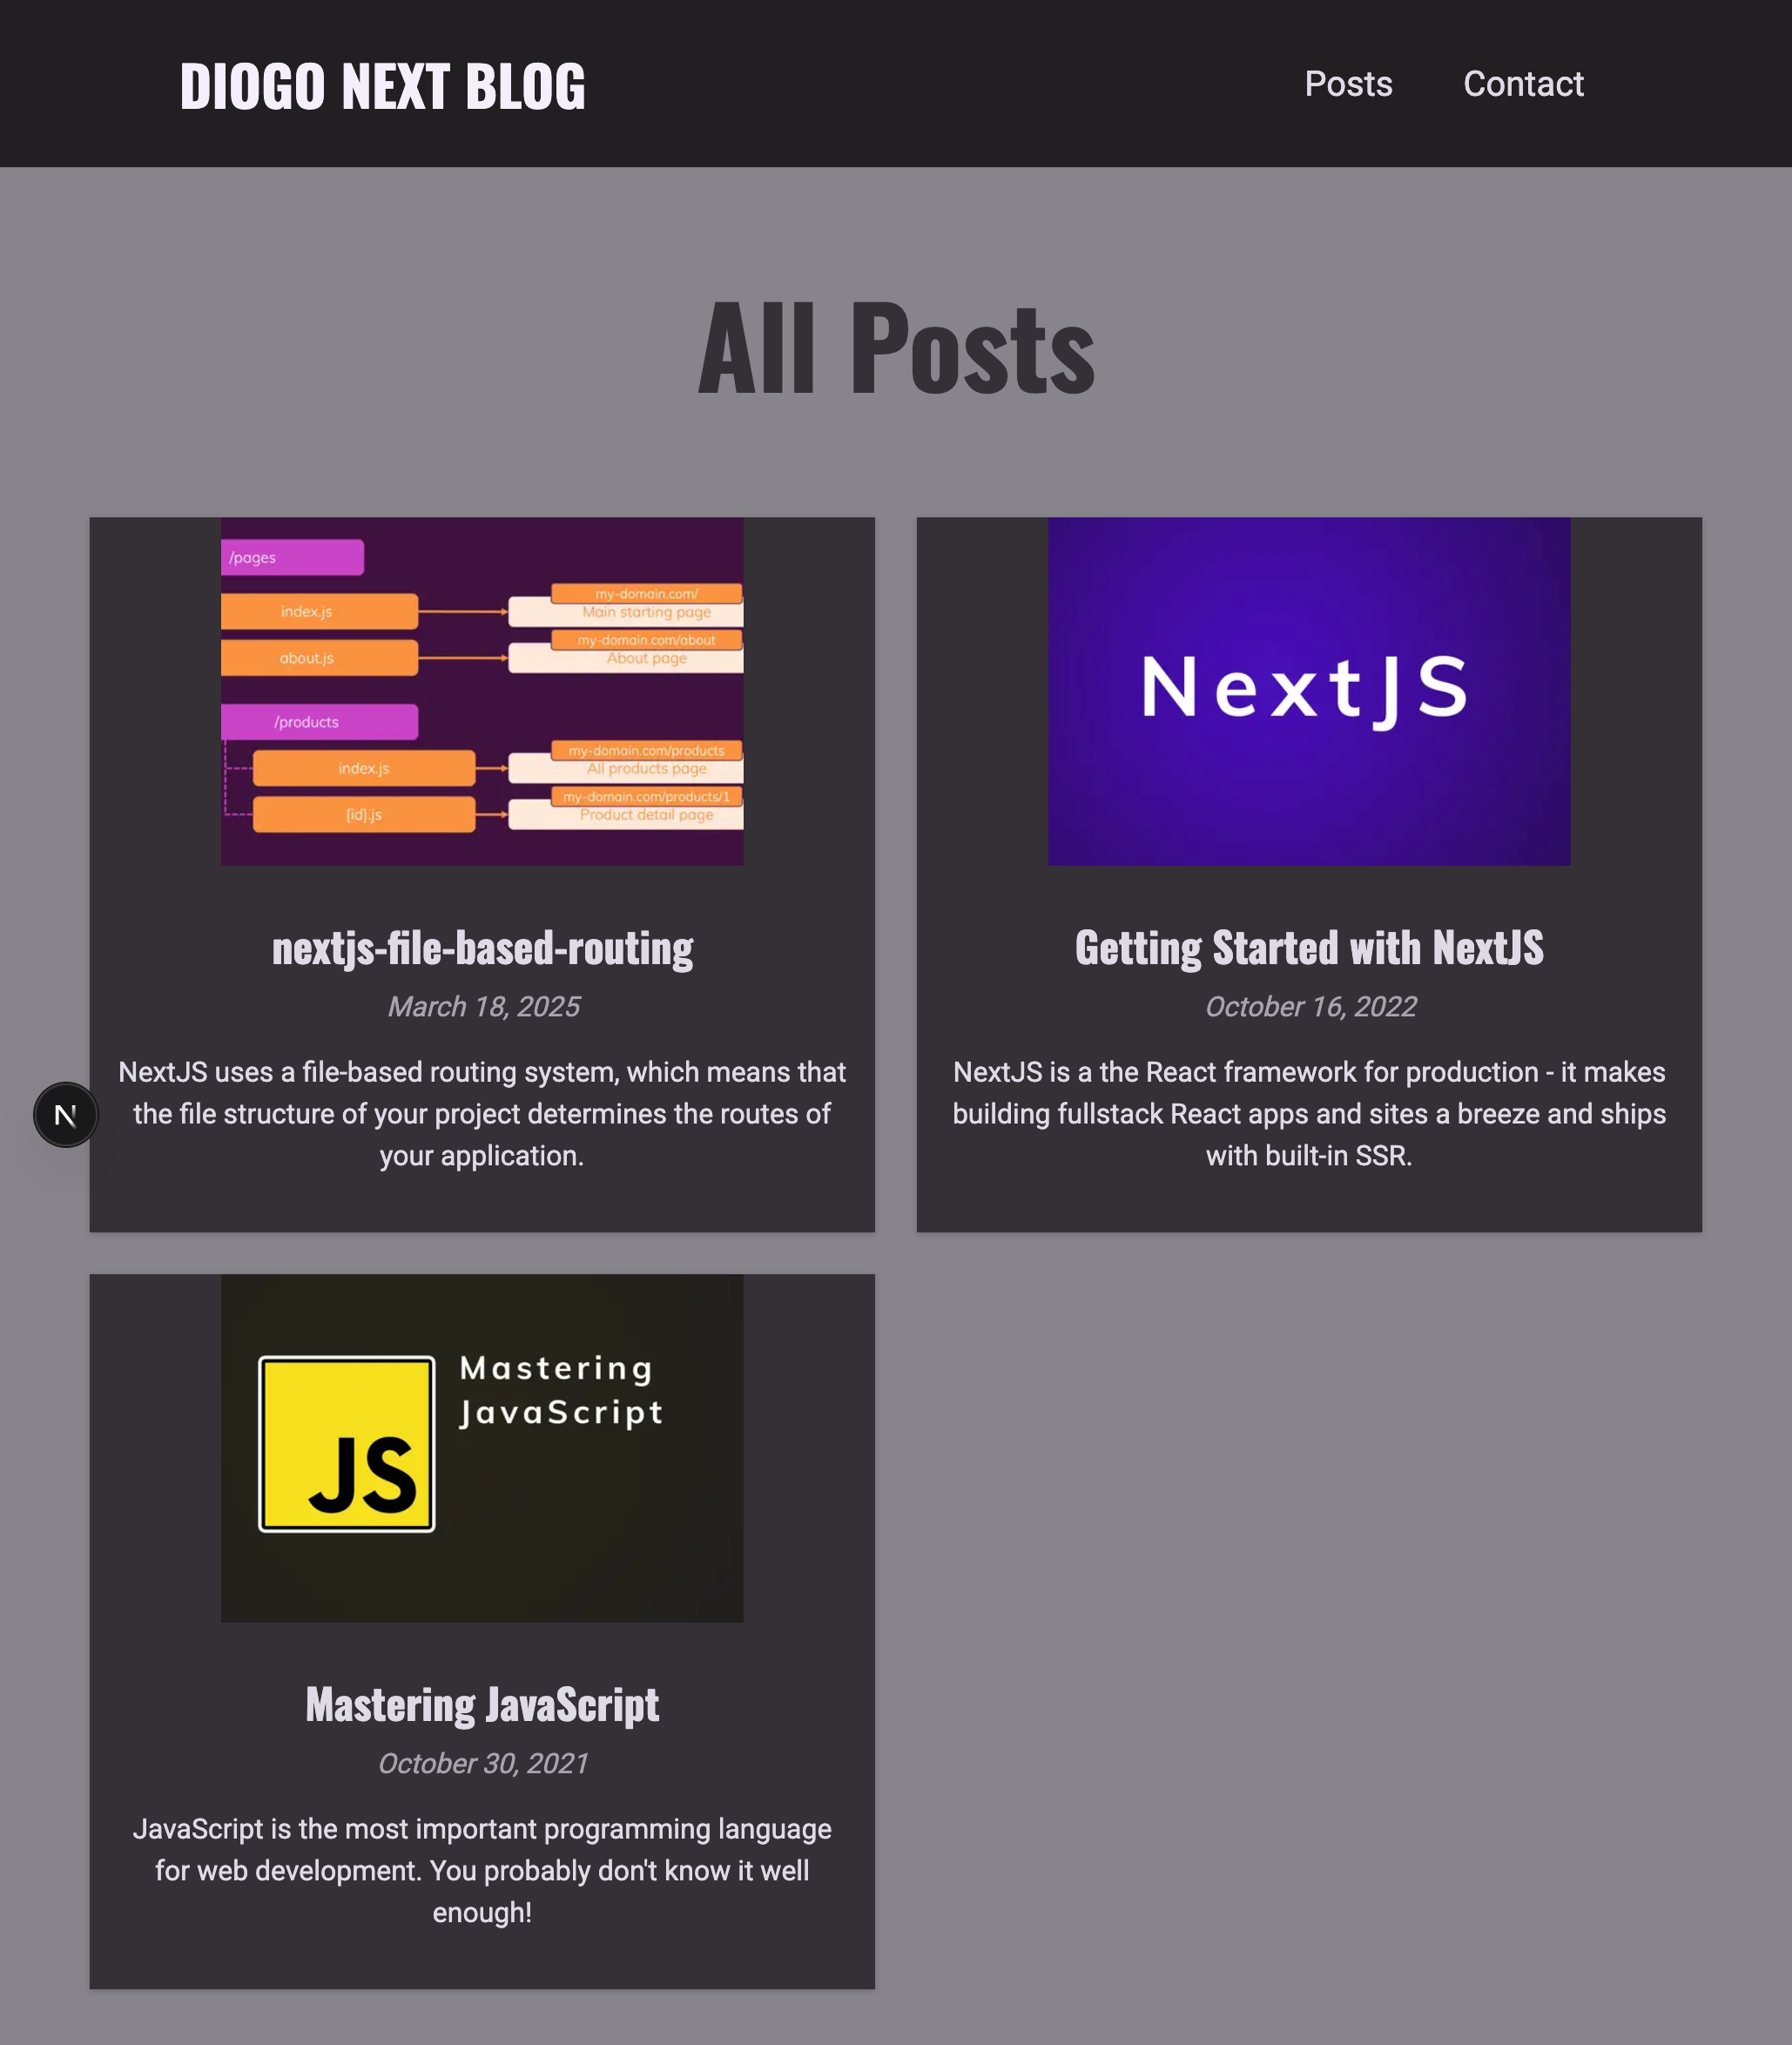 DIOGO NEXT BLOG
Posts
Contact
All Posts
/pages
index.js
my-domain.com/
Main starting page
about.js
my-domain.com/about
About page
/products
index.js
my-domain.com/products
All products page
[id].js
my-domain.com/products/1
Product detail page
nextjs-file-based-routing
March 18, 2025
NextJS uses a file-based routing system, which means that
the file structure of your project determines the routes of
your application.
NextJS
Getting Started with NextJS
October 16, 2022
NextJS is a the React framework for production - it makes
building fullstack React apps and sites a breeze and ships
with built-in SSR.
N
Mastering
JavaScript
JS
Mastering JavaScript
October 30, 2021
JavaScript is the most important programming language
for web development. You probably don't know it well
enough!